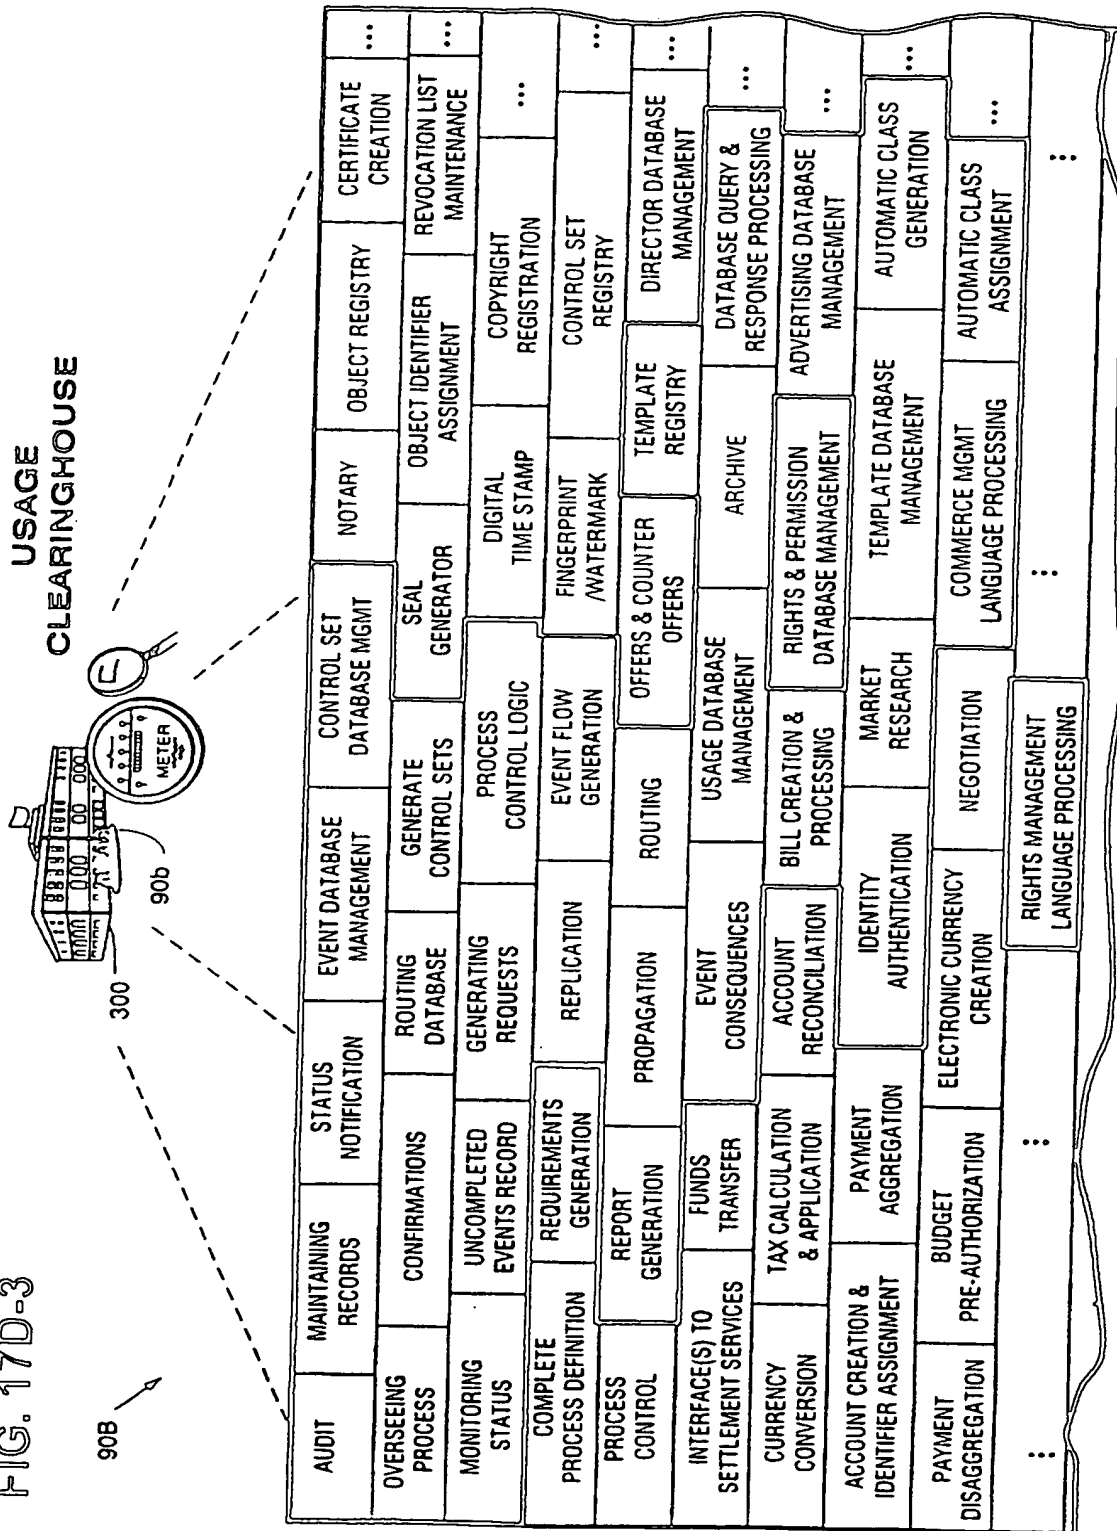 FIG. 17D-3
90B
USAGE
CLEARINGHOUSE
METER
300
90b
AUDIT
MAINTAINING
RECORDS
STATUS
NOTIFICATION
EVENT DATABASE
MANAGEMENT
CONTROL SET
DATABASE MGMT
NOTARY
OBJECT REGISTRY
CERTIFICATE
CREATION
...
OVERSEEING
PROCESS
CONFIRMATIONS
ROUTING
DATABASE
GENERATE
CONTROL SETS
SEAL
GENERATOR
OBJECT IDENTIFIER
ASSIGNMENT
REVOCATION LIST
MAINTENANCE
...
MONITORING
STATUS
UNCOMPLETED
EVENTS RECORD
GENERATING
REQUESTS
PROCESS
CONTROL LOGIC
DIGITAL
TIME STAMP
COPYRIGHT
REGISTRATION
...
COMPLETE
PROCESS DEFINITION
REQUIREMENTS
GENERATION
REPLICATION
EVENT FLOW
GENERATION
FINGERPRINT
/WATERMARK
CONTROL SET
REGISTRY
...
PROCESS
CONTROL
REPORT
GENERATION
PROPAGATION
ROUTING
OFFERS & COUNTER
OFFERS
TEMPLATE
REGISTRY
DIRECTOR DATABASE
MANAGEMENT
...
INTERFACE(S) TO
SETTLEMENT SERVICES
FUNDS
TRANSFER
EVENT
CONSEQUENCES
USAGE DATABASE
MANAGEMENT
ARCHIVE
DATABASE QUERY &
RESPONSE PROCESSING
...
CURRENCY
CONVERSION
TAX CALCULATION
& APPLICATION
ACCOUNT
RECONCILIATION
BILL CREATION &
PROCESSING
RIGHTS & PERMISSION
DATABASE MANAGEMENT
ADVERTISING DATABASE
MANAGEMENT
...
ACCOUNT CREATION &
IDENTIFIER ASSIGNMENT
PAYMENT
AGGREGATION
IDENTITY
AUTHENTICATION
MARKET
RESEARCH
TEMPLATE DATABASE
MANAGEMENT
AUTOMATIC CLASS
GENERATION
...
PAYMENT
DISAGGREGATION
BUDGET
PRE-AUTHORIZATION
ELECTRONIC CURRENCY
CREATION
NEGOTIATION
COMMERCE MGMT
LANGUAGE PROCESSING
AUTOMATIC CLASS
ASSIGNMENT
...
...
...
RIGHTS MANAGEMENT
LANGUAGE PROCESSING
...
...